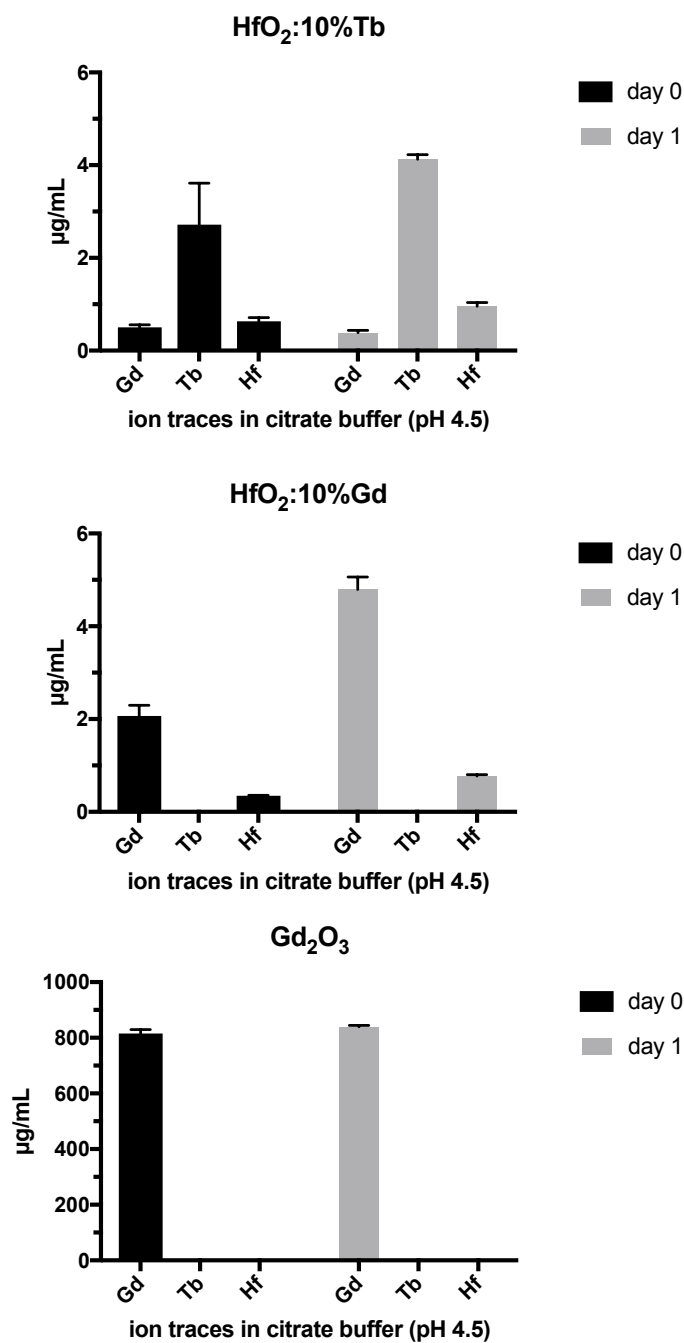 HfO₂:10%Tb
6
4
2
0
µg/mL
Gd Tb Hf Gd Tb Hf
ion traces in citrate buffer (pH 4.5)
day 0
day 1
HfO₂:10%Gd
6
4
2
0
µg/mL
Gd Tb Hf Gd Tb Hf
ion traces in citrate buffer (pH 4.5)
day 0
day 1
Gd₂O₃
1000
800
600
400
200
0
µg/mL
Gd Tb Hf Gd Tb Hf
ion traces in citrate buffer (pH 4.5)
day 0
day 1